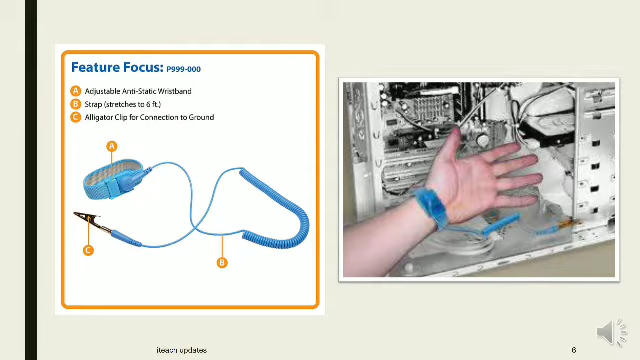 Feature Focus: P999-000
A Adjustable Anti-Static Wristband
B Strap (stretches to 6 ft.)
C Alligator Clip for Connection to Ground
A
C
B
iteach updates
6